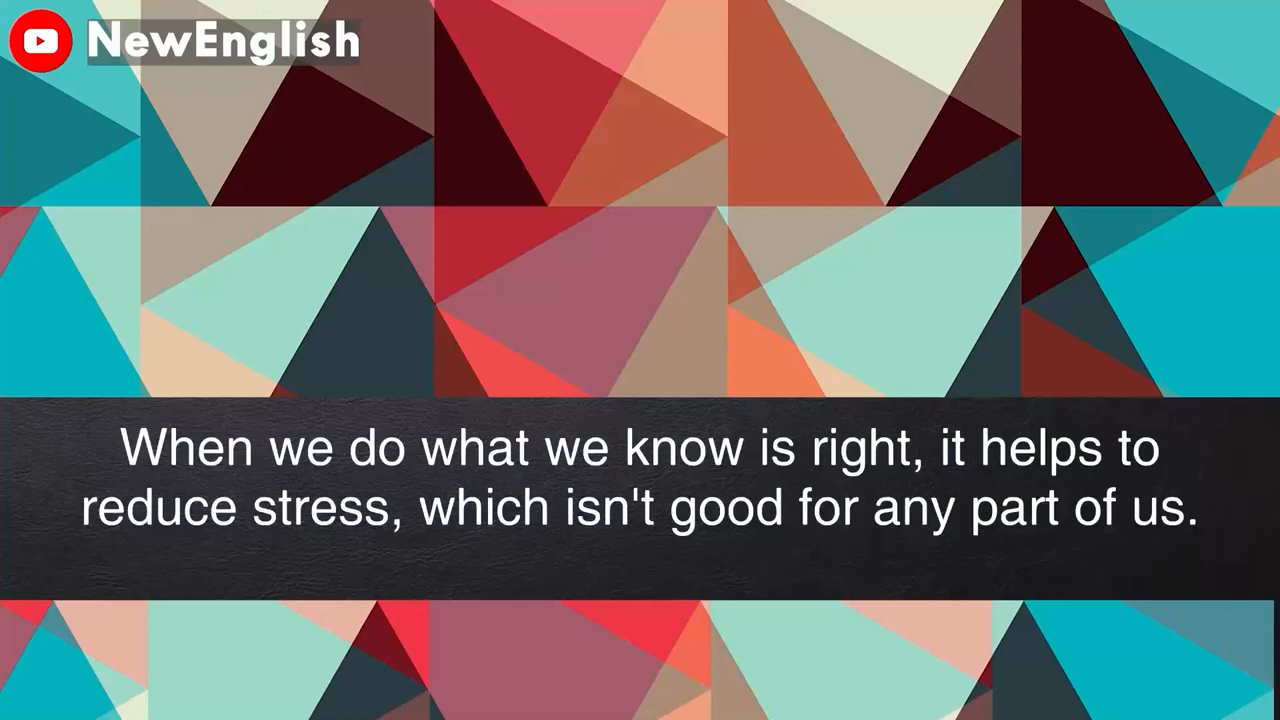 NewEnglish
When we do what we know is right, it helps to
reduce stress, which isn't good for any part of us.